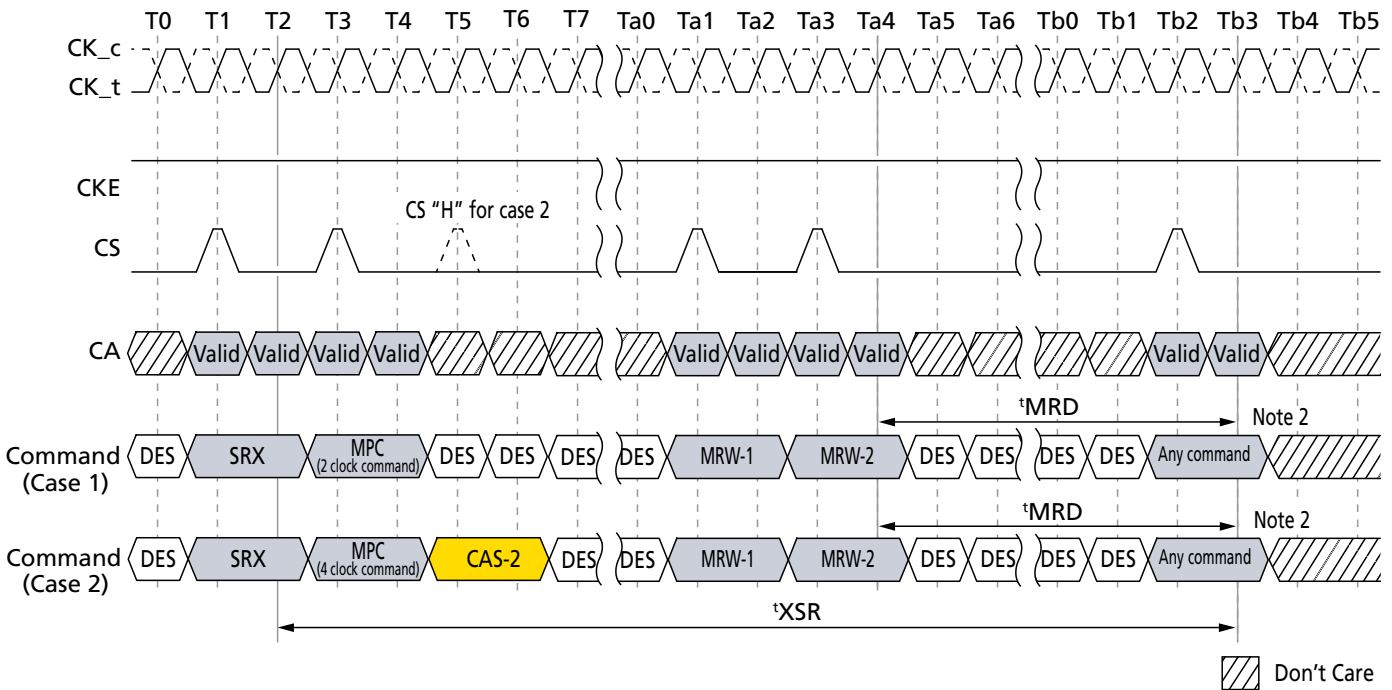 T0 T1 T2 T3 T4 T5 T6 T7 Ta0 Ta1 Ta2 Ta3 Ta4 Ta5 Ta6 Tb0 Tb1 Tb2 Tb3 Tb4 Tb5
CK_c
CK_t
CKE
CS "H" for case 2
CS
CA Valid Valid Valid Valid Valid Valid Valid Valid Valid Valid
tMRD Note 2
Command (Case 1) DES SRX MPC (2 clock command) DES DES DES DES MRW-1 MRW-2 DES DES DES DES Any command
tMRD Note 2
Command (Case 2) DES SRX MPC (4 clock command) CAS-2 DES DES MRW-1 MRW-2 DES DES DES DES Any command
tXSR
Don't Care